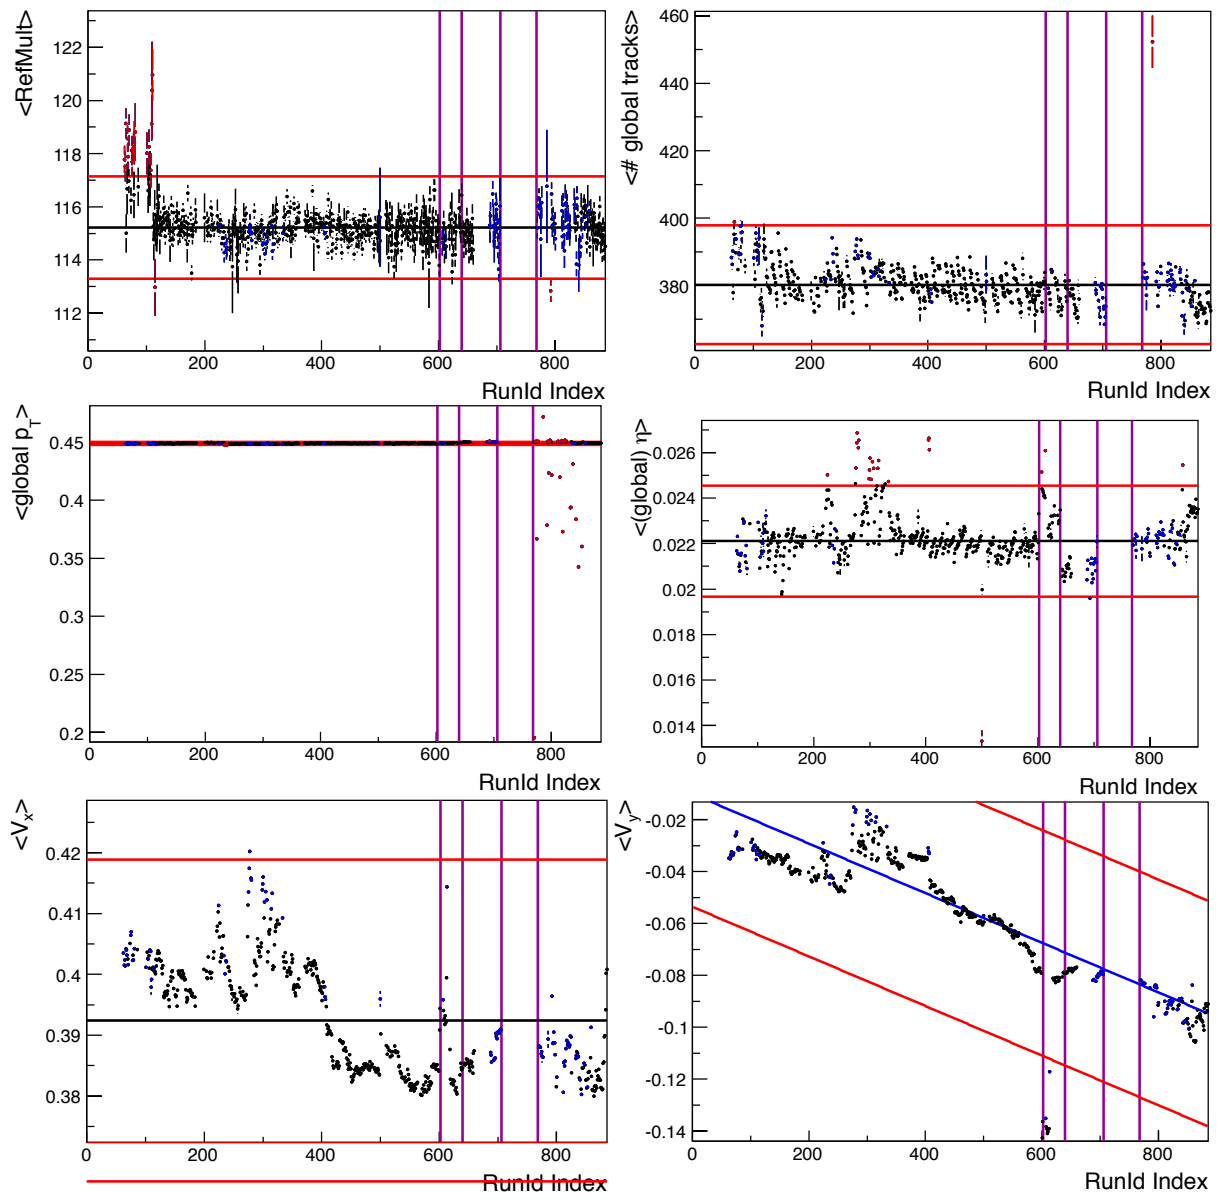 <RefMult>
122
120
118
116
114
112
0 200 400 600 800
RunId Index
<# global tracks>
460
440
420
400
380
0 200 400 600 800
RunId Index
<global p_T>
0.45
0.4
0.35
0.3
0.25
0.2
0 200 400 600 800
RunId Index
<(global) η>
0.026
0.024
0.022
0.02
0.018
0.016
0.014
0 200 400 600 800
RunId Index
<V_x>
0.42
0.41
0.4
0.39
0.38
0 200 400 600 800
RunId Index
<V_y>
-0.02
-0.04
-0.06
-0.08
-0.1
-0.12
-0.14
0 200 400 600 800
RunId Index